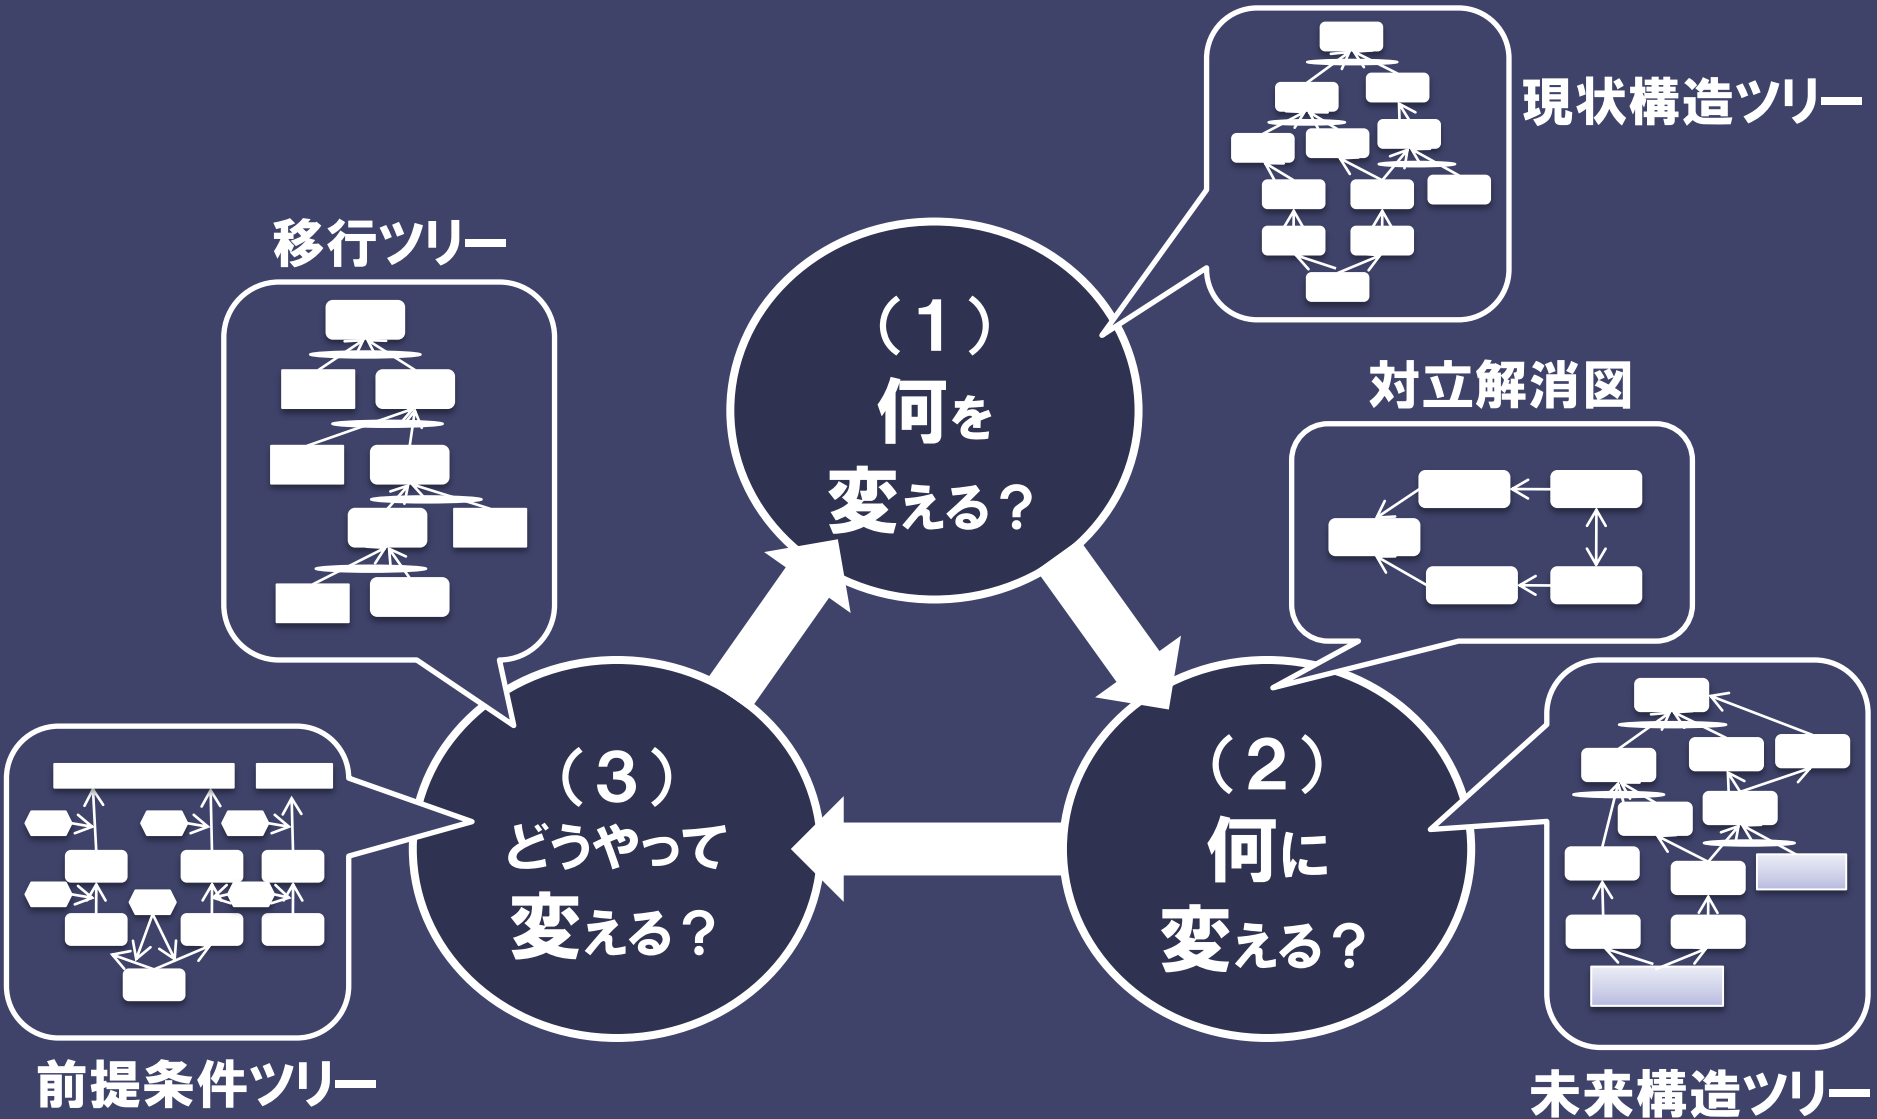 現状構造ツリー
移行ツリー
（１）
何を
変える？
対立解消図
（３）
どうやって
変える？
（２）
何に
変える？
前提条件ツリー
未来構造ツリー